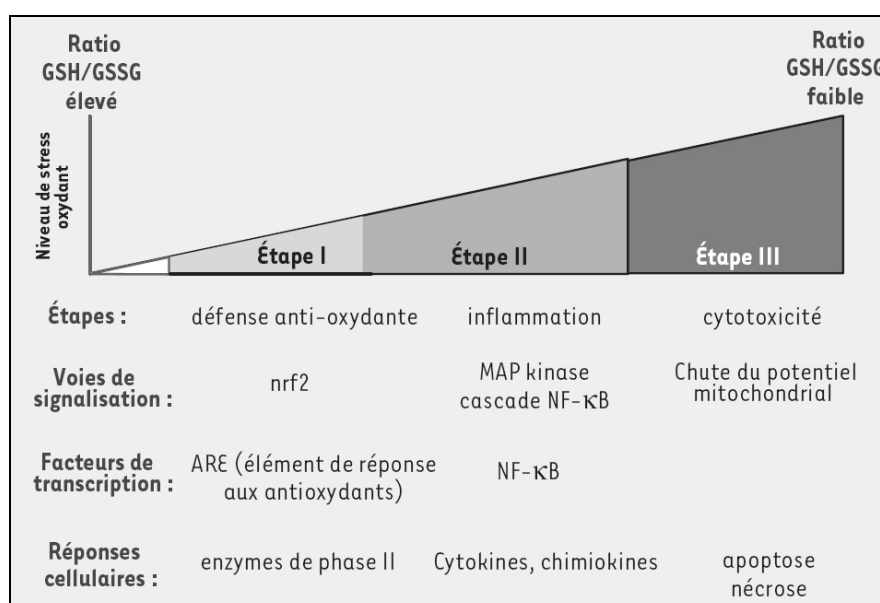 Ratio
GSH/GSSG
élevé
Ratio
GSH/GSSG
faible
Niveau de stress
oxydant
Étape I
Étape II
Étape III
Étapes :
défense anti-oxydante
inflammation
cytotoxicité
Voies de
signalisation :
nrf2
MAP kinase
cascade NF-κB
Chute du potentiel
mitochondrial
Facteurs de
transcription :
ARE (élément de réponse
aux antioxydants)
NF-κB
Réponses
cellulaires :
enzymes de phase II
Cytokines, chimiokines
apoptose
nécrose